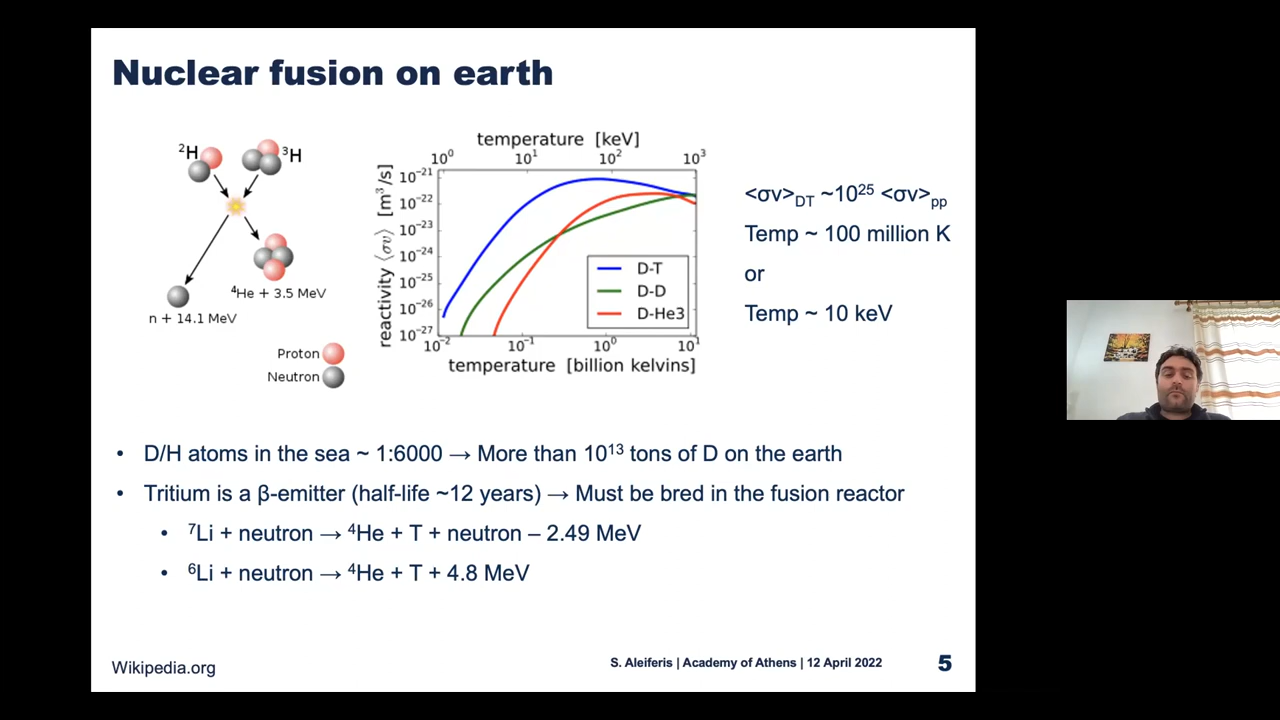 Nuclear fusion on earth
²H
³H
⁴He + 3.5 MeV
n + 14.1 MeV
Proton
Neutron
temperature [keV]
10⁰ 10¹ 10² 10³
reactivity ⟨σv⟩ [m³/s]
10⁻²¹
10⁻²²
10⁻²³
10⁻²⁴
10⁻²⁵
10⁻²⁶
10⁻²⁷
D-T
D-D
D-He3
10⁻² 10⁻¹ 10⁰ 10¹
temperature [billion kelvins]
<σv>DT ~10²⁵ <σv>pp
Temp ~ 100 million K
or
Temp ~ 10 keV
• D/H atoms in the sea ~ 1:6000 → More than 10¹³ tons of D on the earth
• Tritium is a β-emitter (half-life ~12 years) → Must be bred in the fusion reactor
• ⁷Li + neutron → ⁴He + T + neutron – 2.49 MeV
• ⁶Li + neutron → ⁴He + T + 4.8 MeV
Wikipedia.org
S. Aleiferis | Academy of Athens | 12 April 2022
5